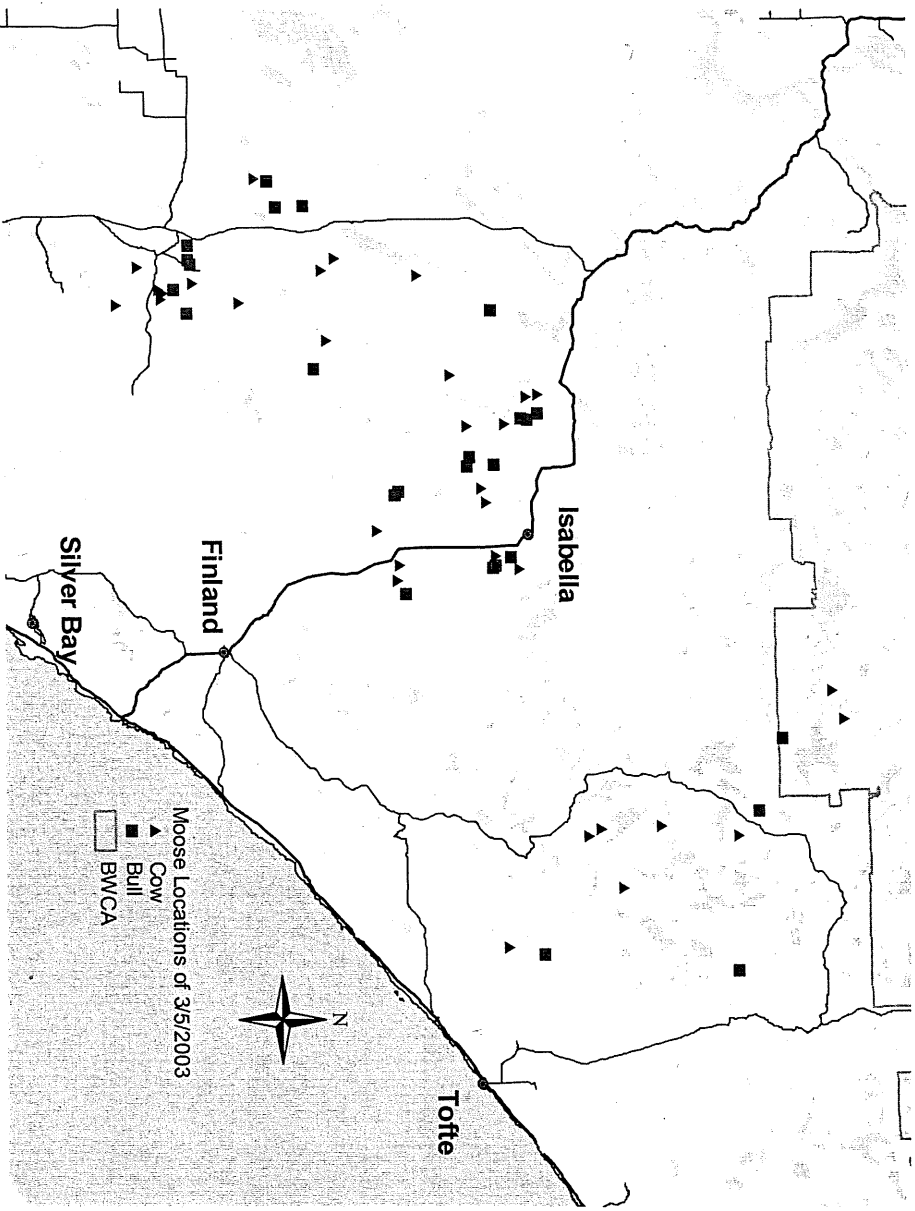 Isabella
Finland
Silver Bay
Tofte
Moose Locations of 3/5/2003
Cow
Bull
BWCA
N